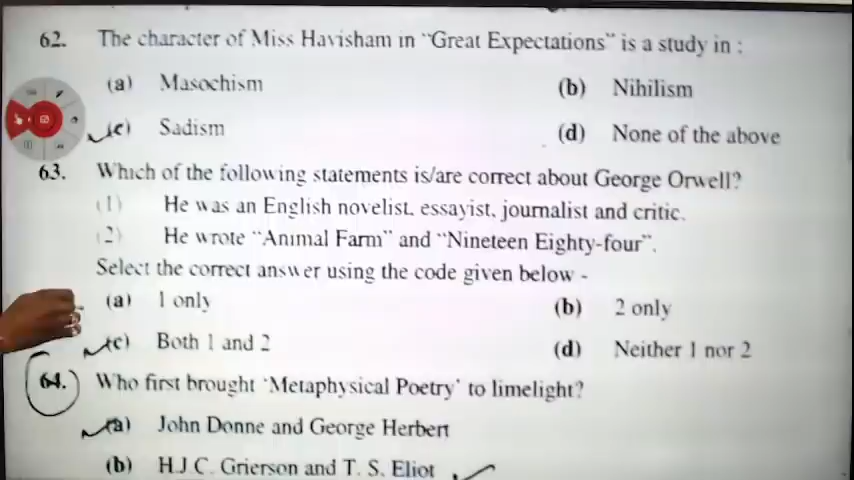 62. The character of Miss Havisham in "Great Expectations" is a study in :
(a) Masochism (b) Nihilism
(c) Sadism (d) None of the above
63. Which of the following statements is/are correct about George Orwell?
(1) He was an English novelist, essayist, journalist and critic.
(2) He wrote "Animal Farm" and "Nineteen Eighty-four".
Select the correct answer using the code given below -
(a) 1 only (b) 2 only
(c) Both 1 and 2 (d) Neither 1 nor 2
64. Who first brought 'Metaphysical Poetry' to limelight?
(a) John Donne and George Herbert
(b) H.J.C. Grierson and T. S. Eliot